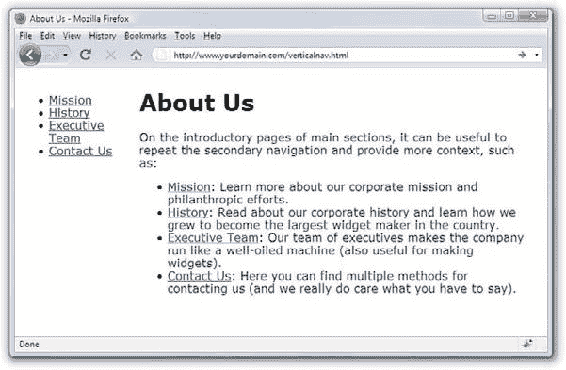 About Us - Mozilla Firefox
File Edit View History Bookmarks Tools Help
http://www.yourdomain.com/verticalnav.html
Mission
History
Executive
Team
Contact Us
About Us
On the introductory pages of main sections, it can be useful to
repeat the secondary navigation and provide more context, such
as:
Mission: Learn more about our corporate mission and
philanthropic efforts.
History: Read about our corporate history and learn how we
grew to become the largest widget maker in the country.
Executive Team: Our team of executives makes the company
run like a well-oiled machine (also useful for making
widgets).
Contact Us: Here you can find multiple methods for
contacting us (and we really do care what you have to say).
Done